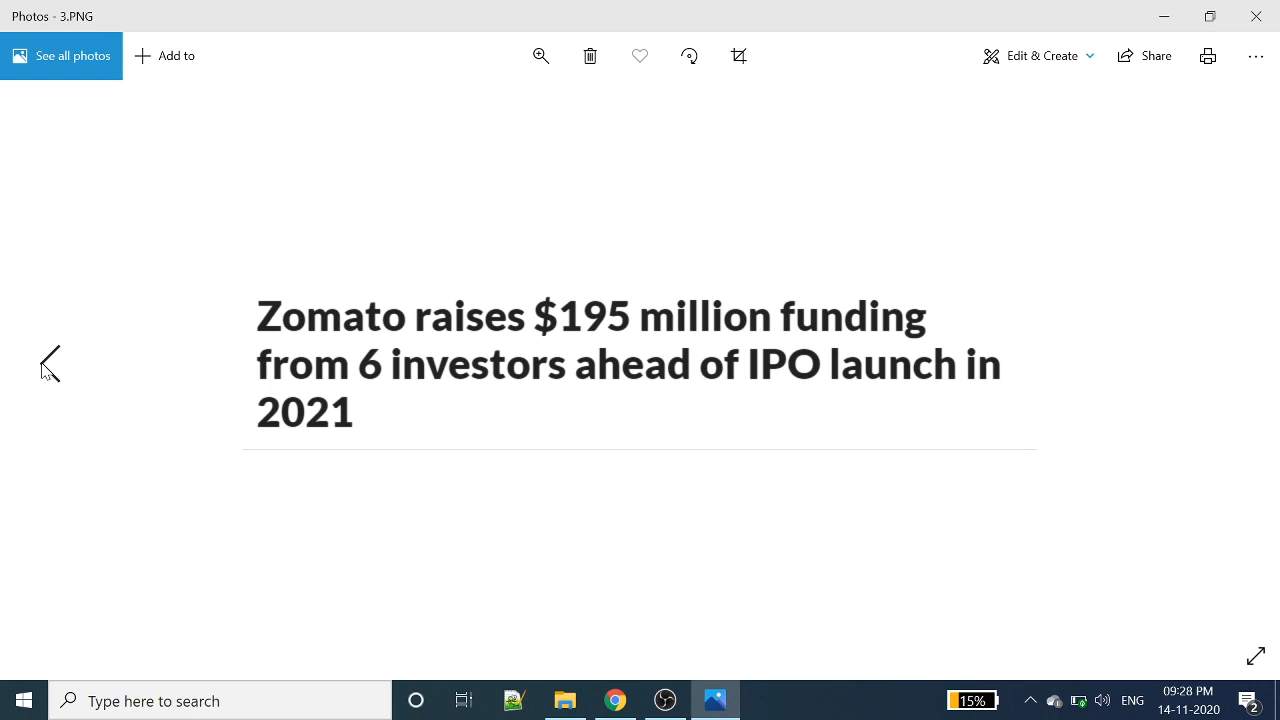 Photos - 3.PNG
See all photos
Add to
Edit & Create
Share
Zomato raises $195 million funding
from 6 investors ahead of IPO launch in
2021
Type here to search
15%
ENG
09:28 PM
14-11-2020
2